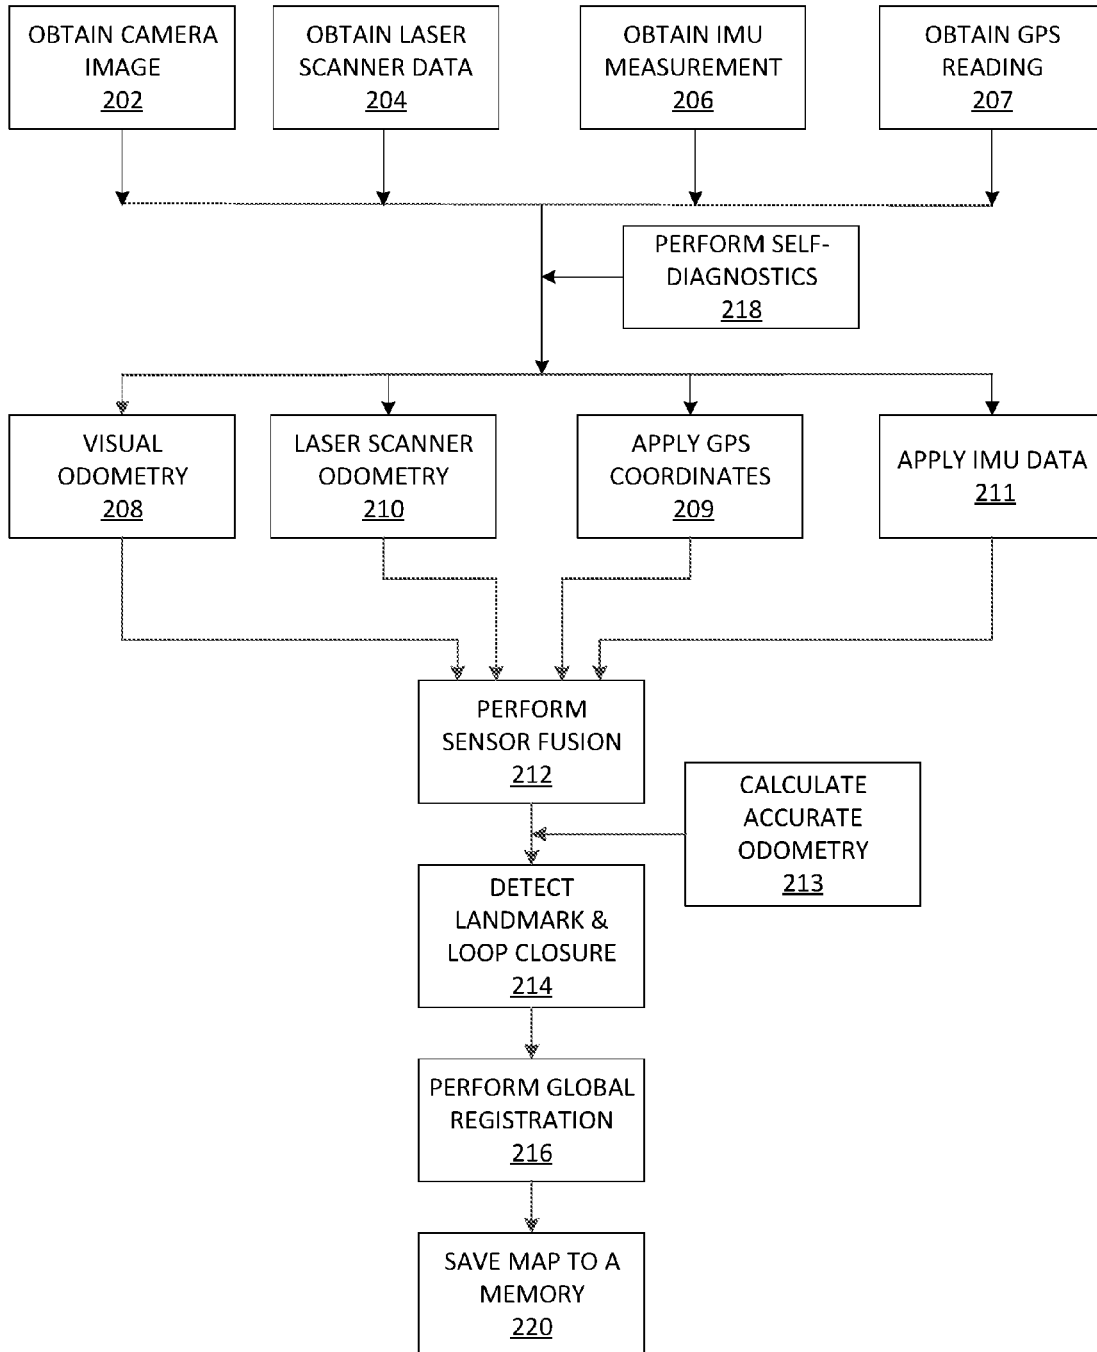 OBTAIN CAMERA
IMAGE
202
OBTAIN LASER
SCANNER DATA
204
OBTAIN IMU
MEASUREMENT
206
OBTAIN GPS
READING
207
PERFORM SELF-
DIAGNOSTICS
218
VISUAL
ODOMETRY
208
LASER SCANNER
ODOMETRY
210
APPLY GPS
COORDINATES
209
APPLY IMU DATA
211
PERFORM
SENSOR FUSION
212
CALCULATE
ACCURATE
ODOMETRY
213
DETECT
LANDMARK &
LOOP CLOSURE
214
PERFORM GLOBAL
REGISTRATION
216
SAVE MAP TO A
MEMORY
220